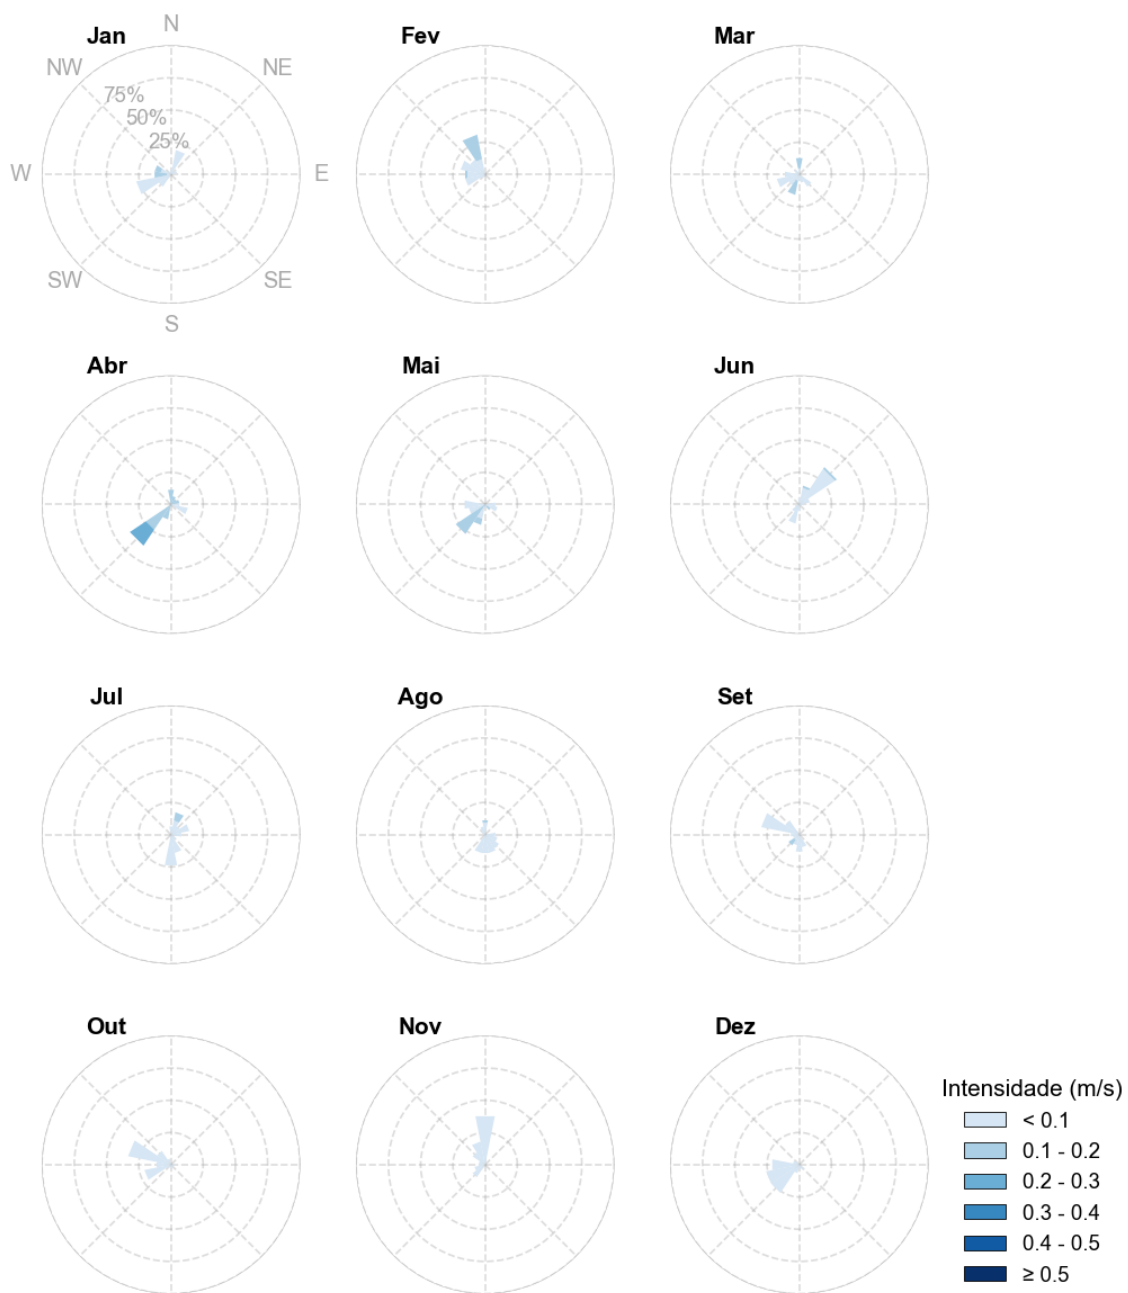 Jan
N
NW
NE
75%
50%
25%
W
E
SW
SE
S
Fev
Mar
Abr
Mai
Jun
Jul
Ago
Set
Out
Nov
Dez
Intensidade (m/s)
< 0.1
0.1 - 0.2
0.2 - 0.3
0.3 - 0.4
0.4 - 0.5
≥ 0.5